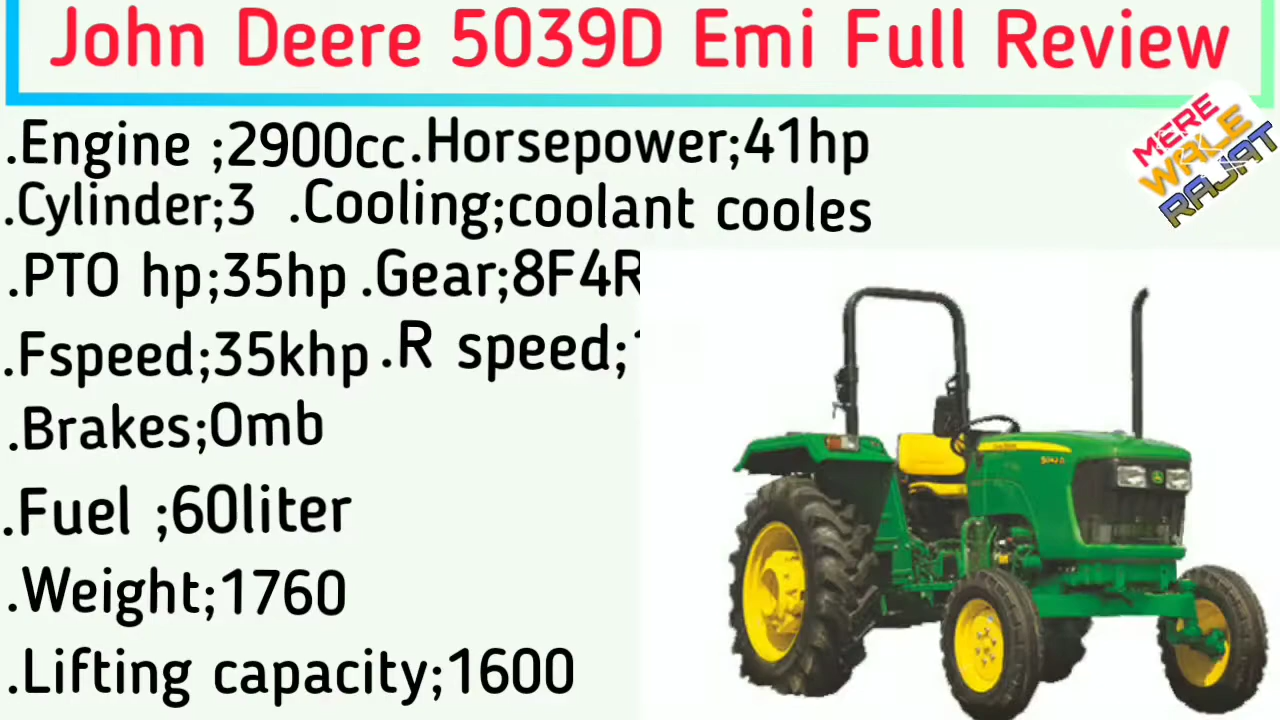 John Deere 5039D Emi Full Review
.Engine ;2900cc.Horsepower;41hp
MERE
WALE
RAJAT
.Cylinder;3 .Cooling;coolant cooles
.PTO hp;35hp .Gear;8F4R
.Fspeed;35khp .R speed;
.Brakes;Omb
.Fuel ;60liter
.Weight;1760
.Lifting capacity;1600